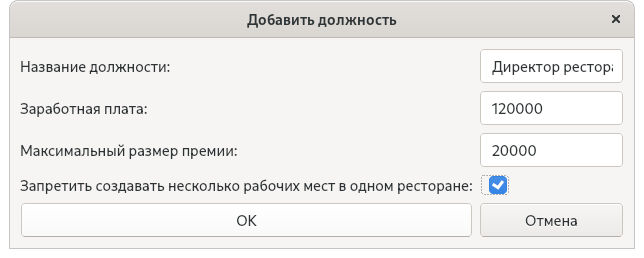 Добавить должность
Название должности: Директор рестора
Заработная плата: 120000
Максимальный размер премии: 20000
Запретить создавать несколько рабочих мест в одном ресторане:
OK Отмена